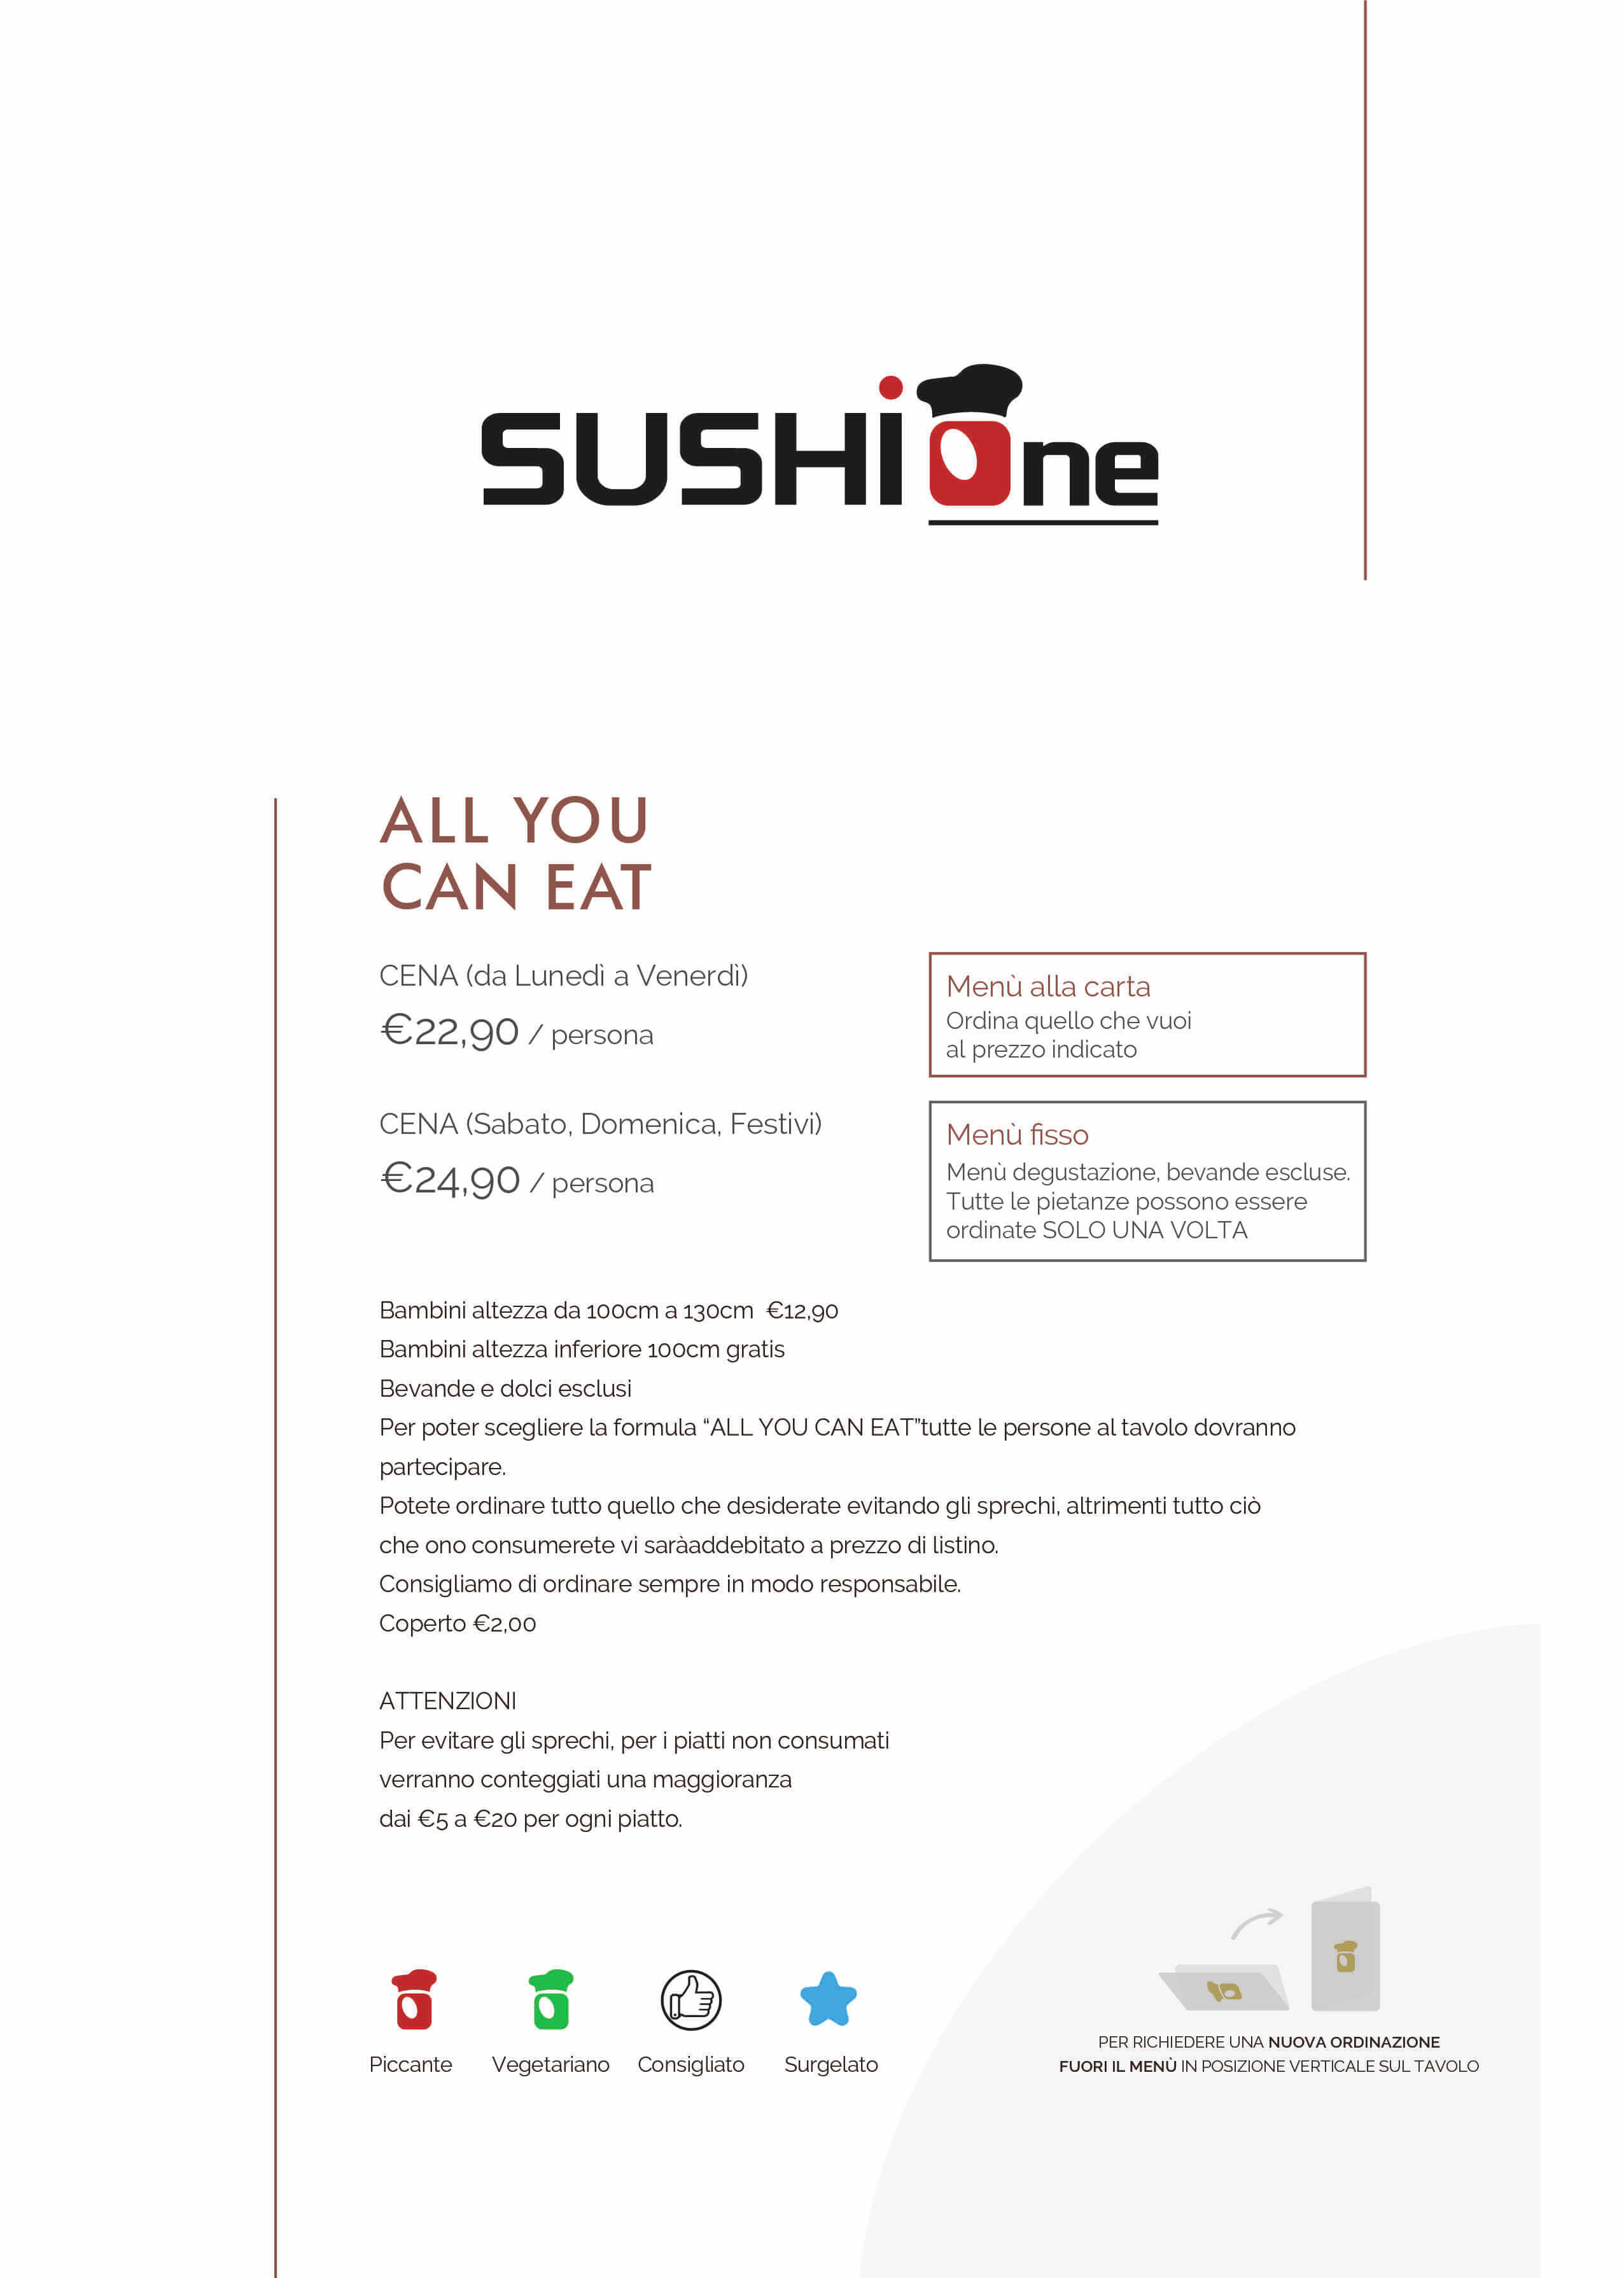 SUSHi One
ALL YOU
CAN EAT
CENA (da Lunedì a Venerdì)
€22,90 / persona
CENA (Sabato, Domenica, Festivi)
€24,90 / persona
Menù alla carta
Ordina quello che vuoi
al prezzo indicato
Menù fisso
Menù degustazione, bevande escluse.
Tutte le pietanze possono essere
ordinate SOLO UNA VOLTA
Bambini altezza da 100cm a 130cm  €12,90
Bambini altezza inferiore 100cm gratis
Bevande e dolci esclusi
Per poter scegliere la formula “ALL YOU CAN EAT”tutte le persone al tavolo dovranno
partecipare.
Potete ordinare tutto quello che desiderate evitando gli sprechi, altrimenti tutto ciò
che ono consumerete vi saràaddebitato a prezzo di listino.
Consigliamo di ordinare sempre in modo responsabile.
Coperto €2,00
ATTENZIONI
Per evitare gli sprechi, per i piatti non consumati
verranno conteggiati una maggioranza
dai €5 a €20 per ogni piatto.
Piccante
Vegetariano
Consigliato
Surgelato
PER RICHIEDERE UNA NUOVA ORDINAZIONE
FUORI IL MENÙ IN POSIZIONE VERTICALE SUL TAVOLO